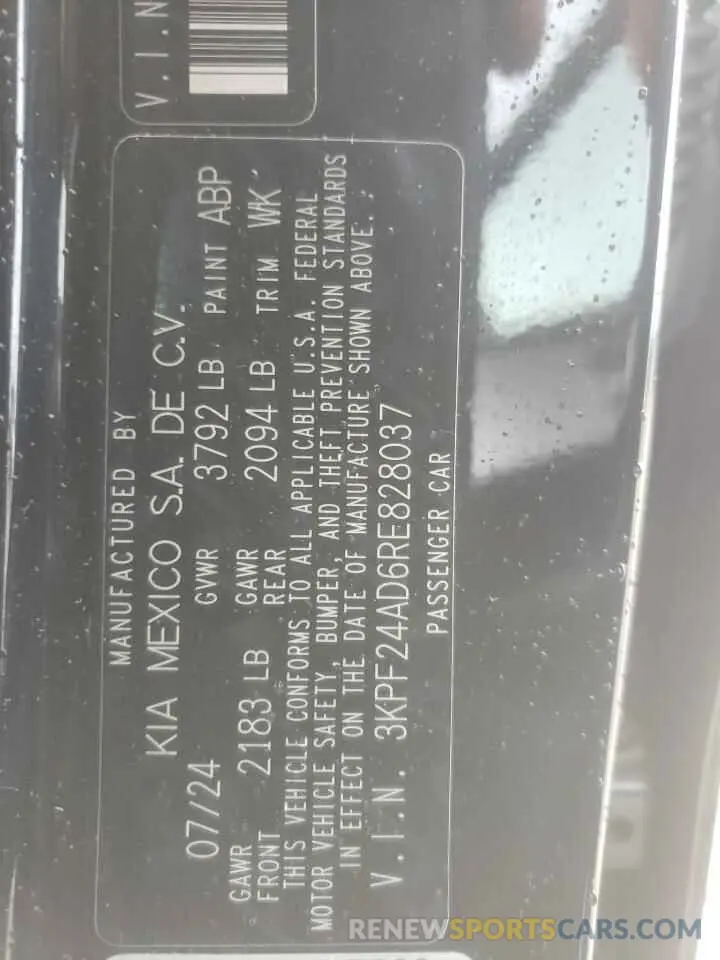 V.I.N
MANUFACTURED BY
KIA MEXICO S.A. DE C.V.
07/24 GVWR 3792 LB PAINT ABP
GAWR FRONT 2183 LB GAWR REAR 2094 LB TRIM WK
THIS VEHICLE CONFORMS TO ALL APPLICABLE U.S.A. FEDERAL
MOTOR VEHICLE SAFETY, BUMPER, AND THEFT PREVENTION STANDARDS
IN EFFECT ON THE DATE OF MANUFACTURE SHOWN ABOVE.
V.I.N. 3KPF24AD6RE828037
PASSENGER CAR
RENEWSPORTSCARS.COM